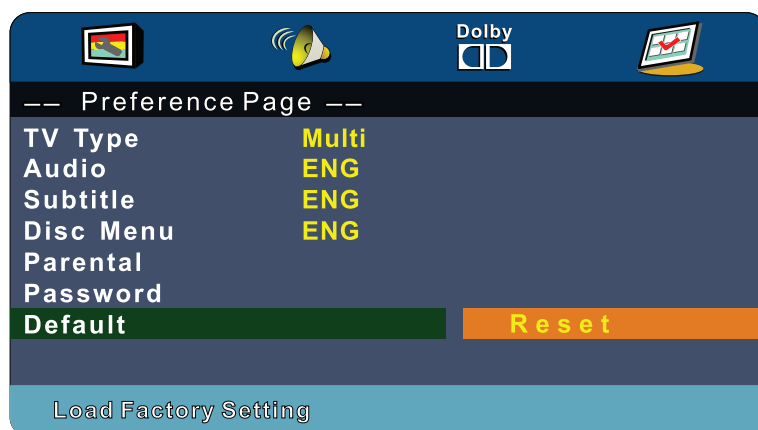 Dolby
-- Preference Page --
TV Type Multi
Audio ENG
Subtitle ENG
Disc Menu ENG
Parental
Password
Default Reset
Load Factory Setting